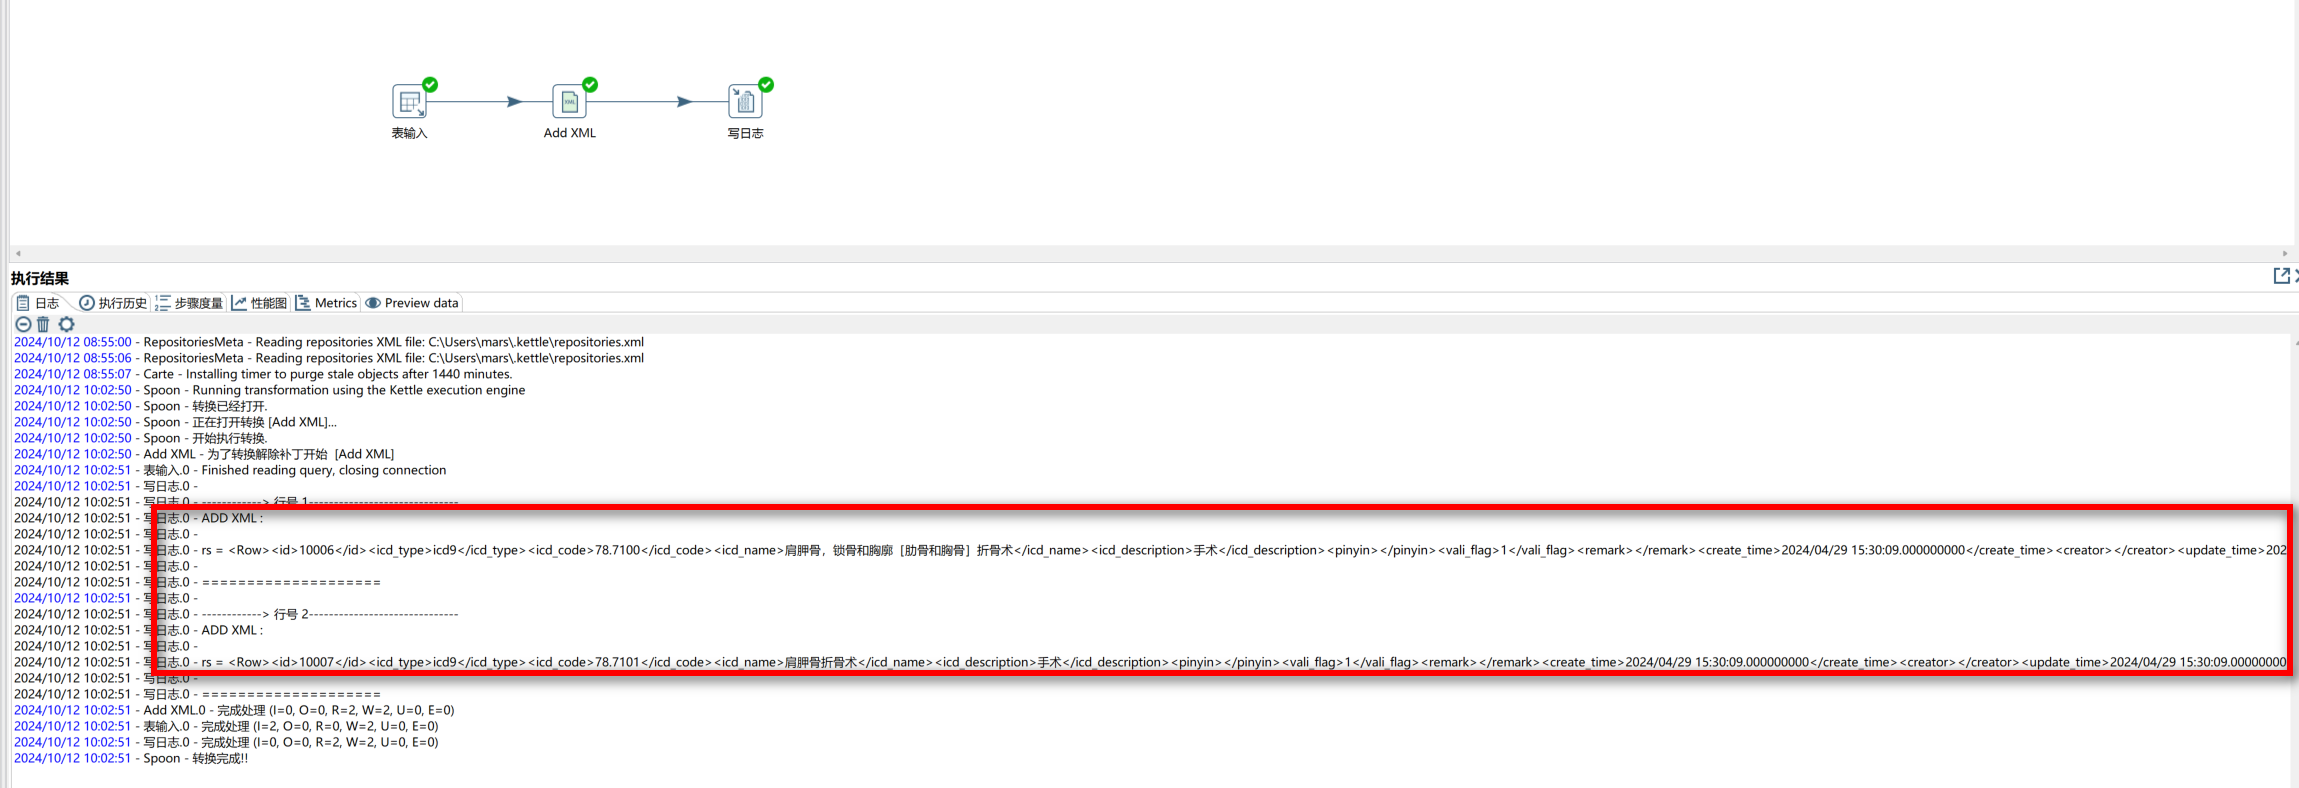 表输入
Add XML
写日志
执行结果
日志 执行历史 步骤度量 性能图 Metrics Preview data
2024/10/12 08:55:00 - RepositoriesMeta - Reading repositories XML file: C:\Users\mars\.kettle\repositories.xml
2024/10/12 08:55:06 - RepositoriesMeta - Reading repositories XML file: C:\Users\mars\.kettle\repositories.xml
2024/10/12 08:55:07 - Carte - Installing timer to purge stale objects after 1440 minutes.
2024/10/12 10:02:50 - Spoon - Running transformation using the Kettle execution engine
2024/10/12 10:02:50 - Spoon - 转换已经打开.
2024/10/12 10:02:50 - Spoon - 正在打开转换 [Add XML]...
2024/10/12 10:02:50 - Spoon - 开始执行转换.
2024/10/12 10:02:50 - Add XML - 为了转换解除补丁开始  [Add XML]
2024/10/12 10:02:51 - 表输入.0 - Finished reading query, closing connection
2024/10/12 10:02:51 - 写日志.0 -
2024/10/12 10:02:51 - 写日志.0 - ------------> 行号 1------------------------------
2024/10/12 10:02:51 - 写日志.0 - ADD XML :
2024/10/12 10:02:51 - 写日志.0 -
2024/10/12 10:02:51 - 写日志.0 - rs = <Row><id>10006</id><icd_type>icd9</icd_type><icd_code>78.7100</icd_code><icd_name>肩胛骨，锁骨和胸廓［肋骨和胸骨］折骨术</icd_name><icd_description>手术</icd_description><pinyin></pinyin><vali_flag>1</vali_flag><remark></remark><create_time>2024/04/29 15:30:09.000000000</create_time><creator></creator><update_time>202
2024/10/12 10:02:51 - 写日志.0 -
2024/10/12 10:02:51 - 写日志.0 - ====================
2024/10/12 10:02:51 - 写日志.0 -
2024/10/12 10:02:51 - 写日志.0 - ------------> 行号 2------------------------------
2024/10/12 10:02:51 - 写日志.0 - ADD XML :
2024/10/12 10:02:51 - 写日志.0 -
2024/10/12 10:02:51 - 写日志.0 - rs = <Row><id>10007</id><icd_type>icd9</icd_type><icd_code>78.7101</icd_code><icd_name>肩胛骨折骨术</icd_name><icd_description>手术</icd_description><pinyin></pinyin><vali_flag>1</vali_flag><remark></remark><create_time>2024/04/29 15:30:09.000000000</create_time><creator></creator><update_time>2024/04/29 15:30:09.00000000
2024/10/12 10:02:51 - 写日志.0 -
2024/10/12 10:02:51 - 写日志.0 - ====================
2024/10/12 10:02:51 - Add XML.0 - 完成处理 (I=0, O=0, R=2, W=2, U=0, E=0)
2024/10/12 10:02:51 - 表输入.0 - 完成处理 (I=2, O=0, R=0, W=2, U=0, E=0)
2024/10/12 10:02:51 - 写日志.0 - 完成处理 (I=0, O=0, R=2, W=2, U=0, E=0)
2024/10/12 10:02:51 - Spoon - 转换完成!!